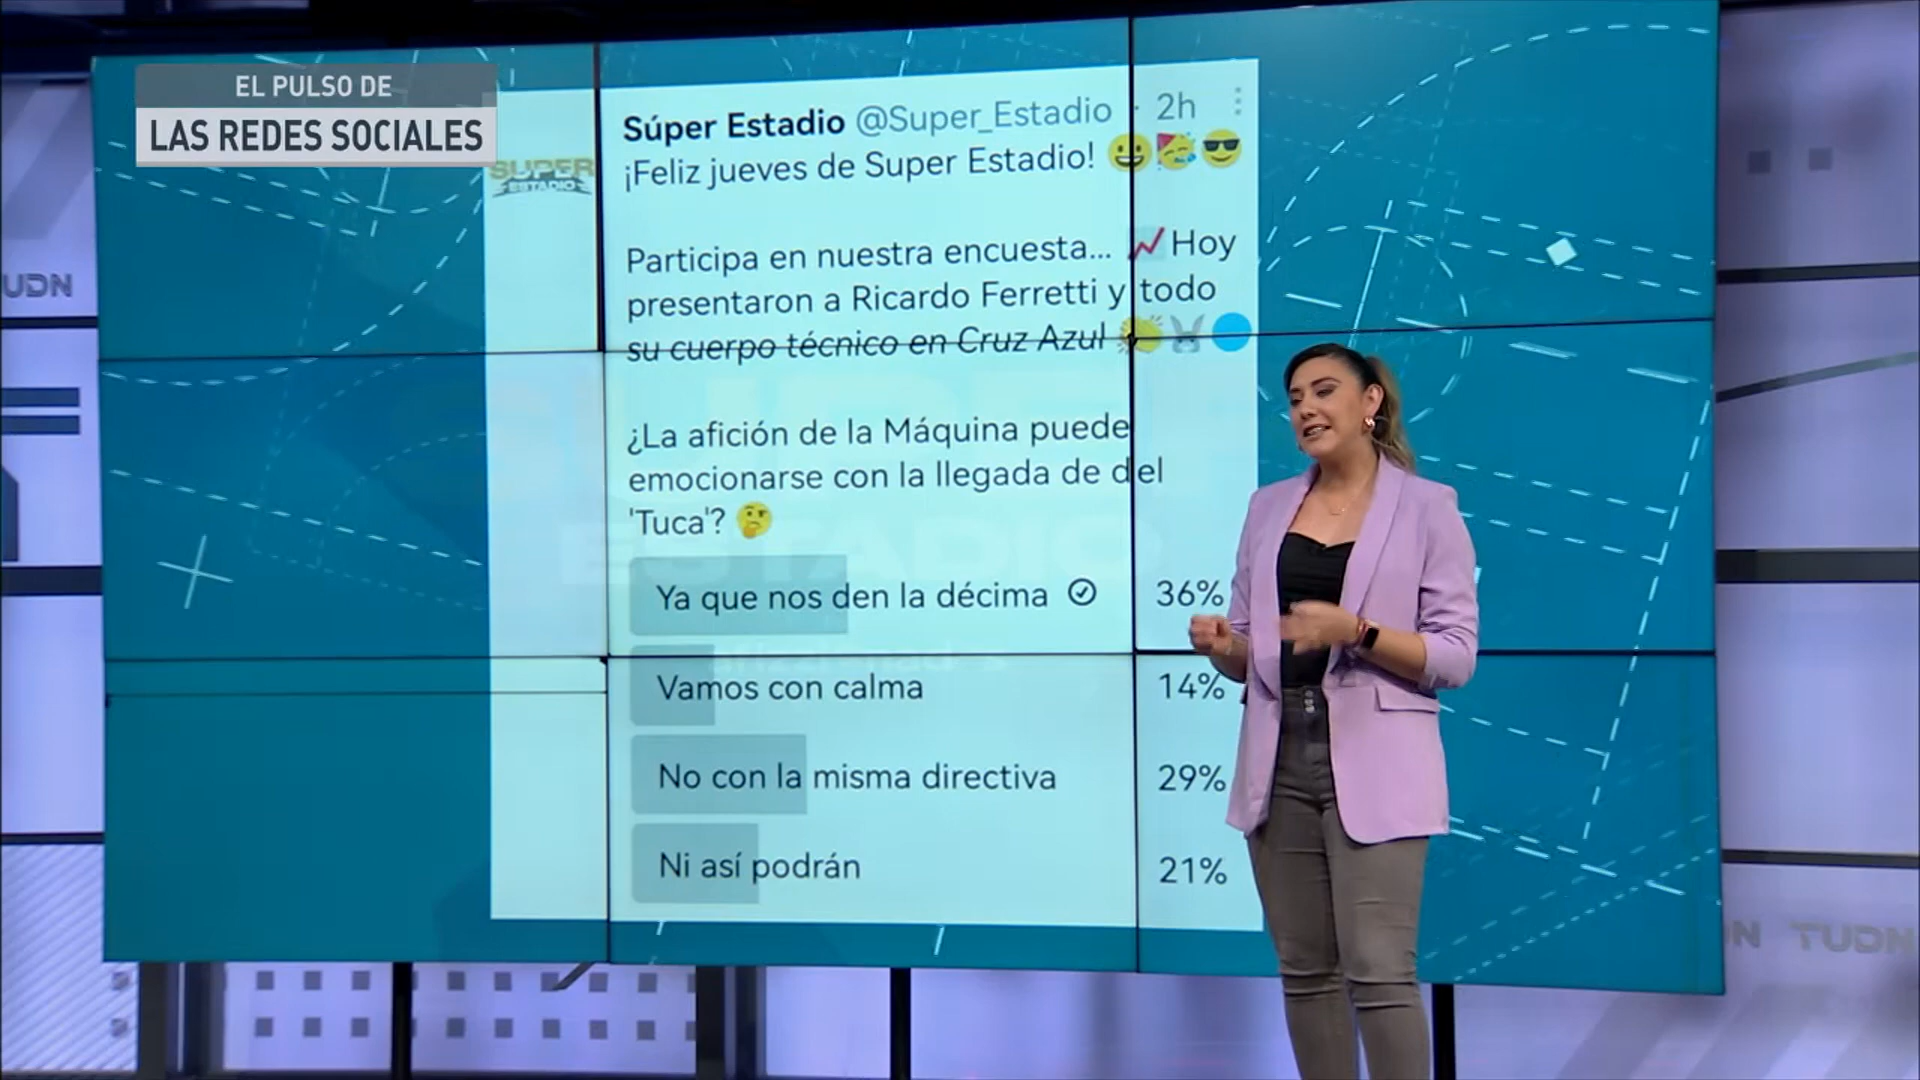 EL PULSO DE
LAS REDES SOCIALES
SUPER
ESTADIO
Súper Estadio @Super_Estadio · 2h
¡Feliz jueves de Super Estadio! 😀🥳😎
Participa en nuestra encuesta... 📈Hoy
presentaron a Ricardo Ferretti y todo
su cuerpo técnico en Cruz Azul 👏🐰🔵
¿La afición de la Máquina puede
emocionarse con la llegada de del
'Tuca'? 🤔
Ya que nos den la décima 36%
Vamos con calma 14%
No con la misma directiva 29%
Ni así podrán 21%
UDN
TUDN